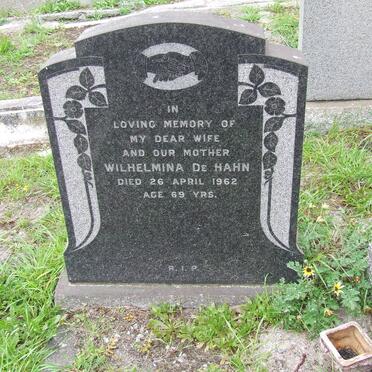 IN
LOVING MEMORY OF
MY DEAR WIFE
AND OUR MOTHER
WILHELMINA DE HAHN
DIED 26 APRIL 1962
AGE 69 YRS.
R.I.P.